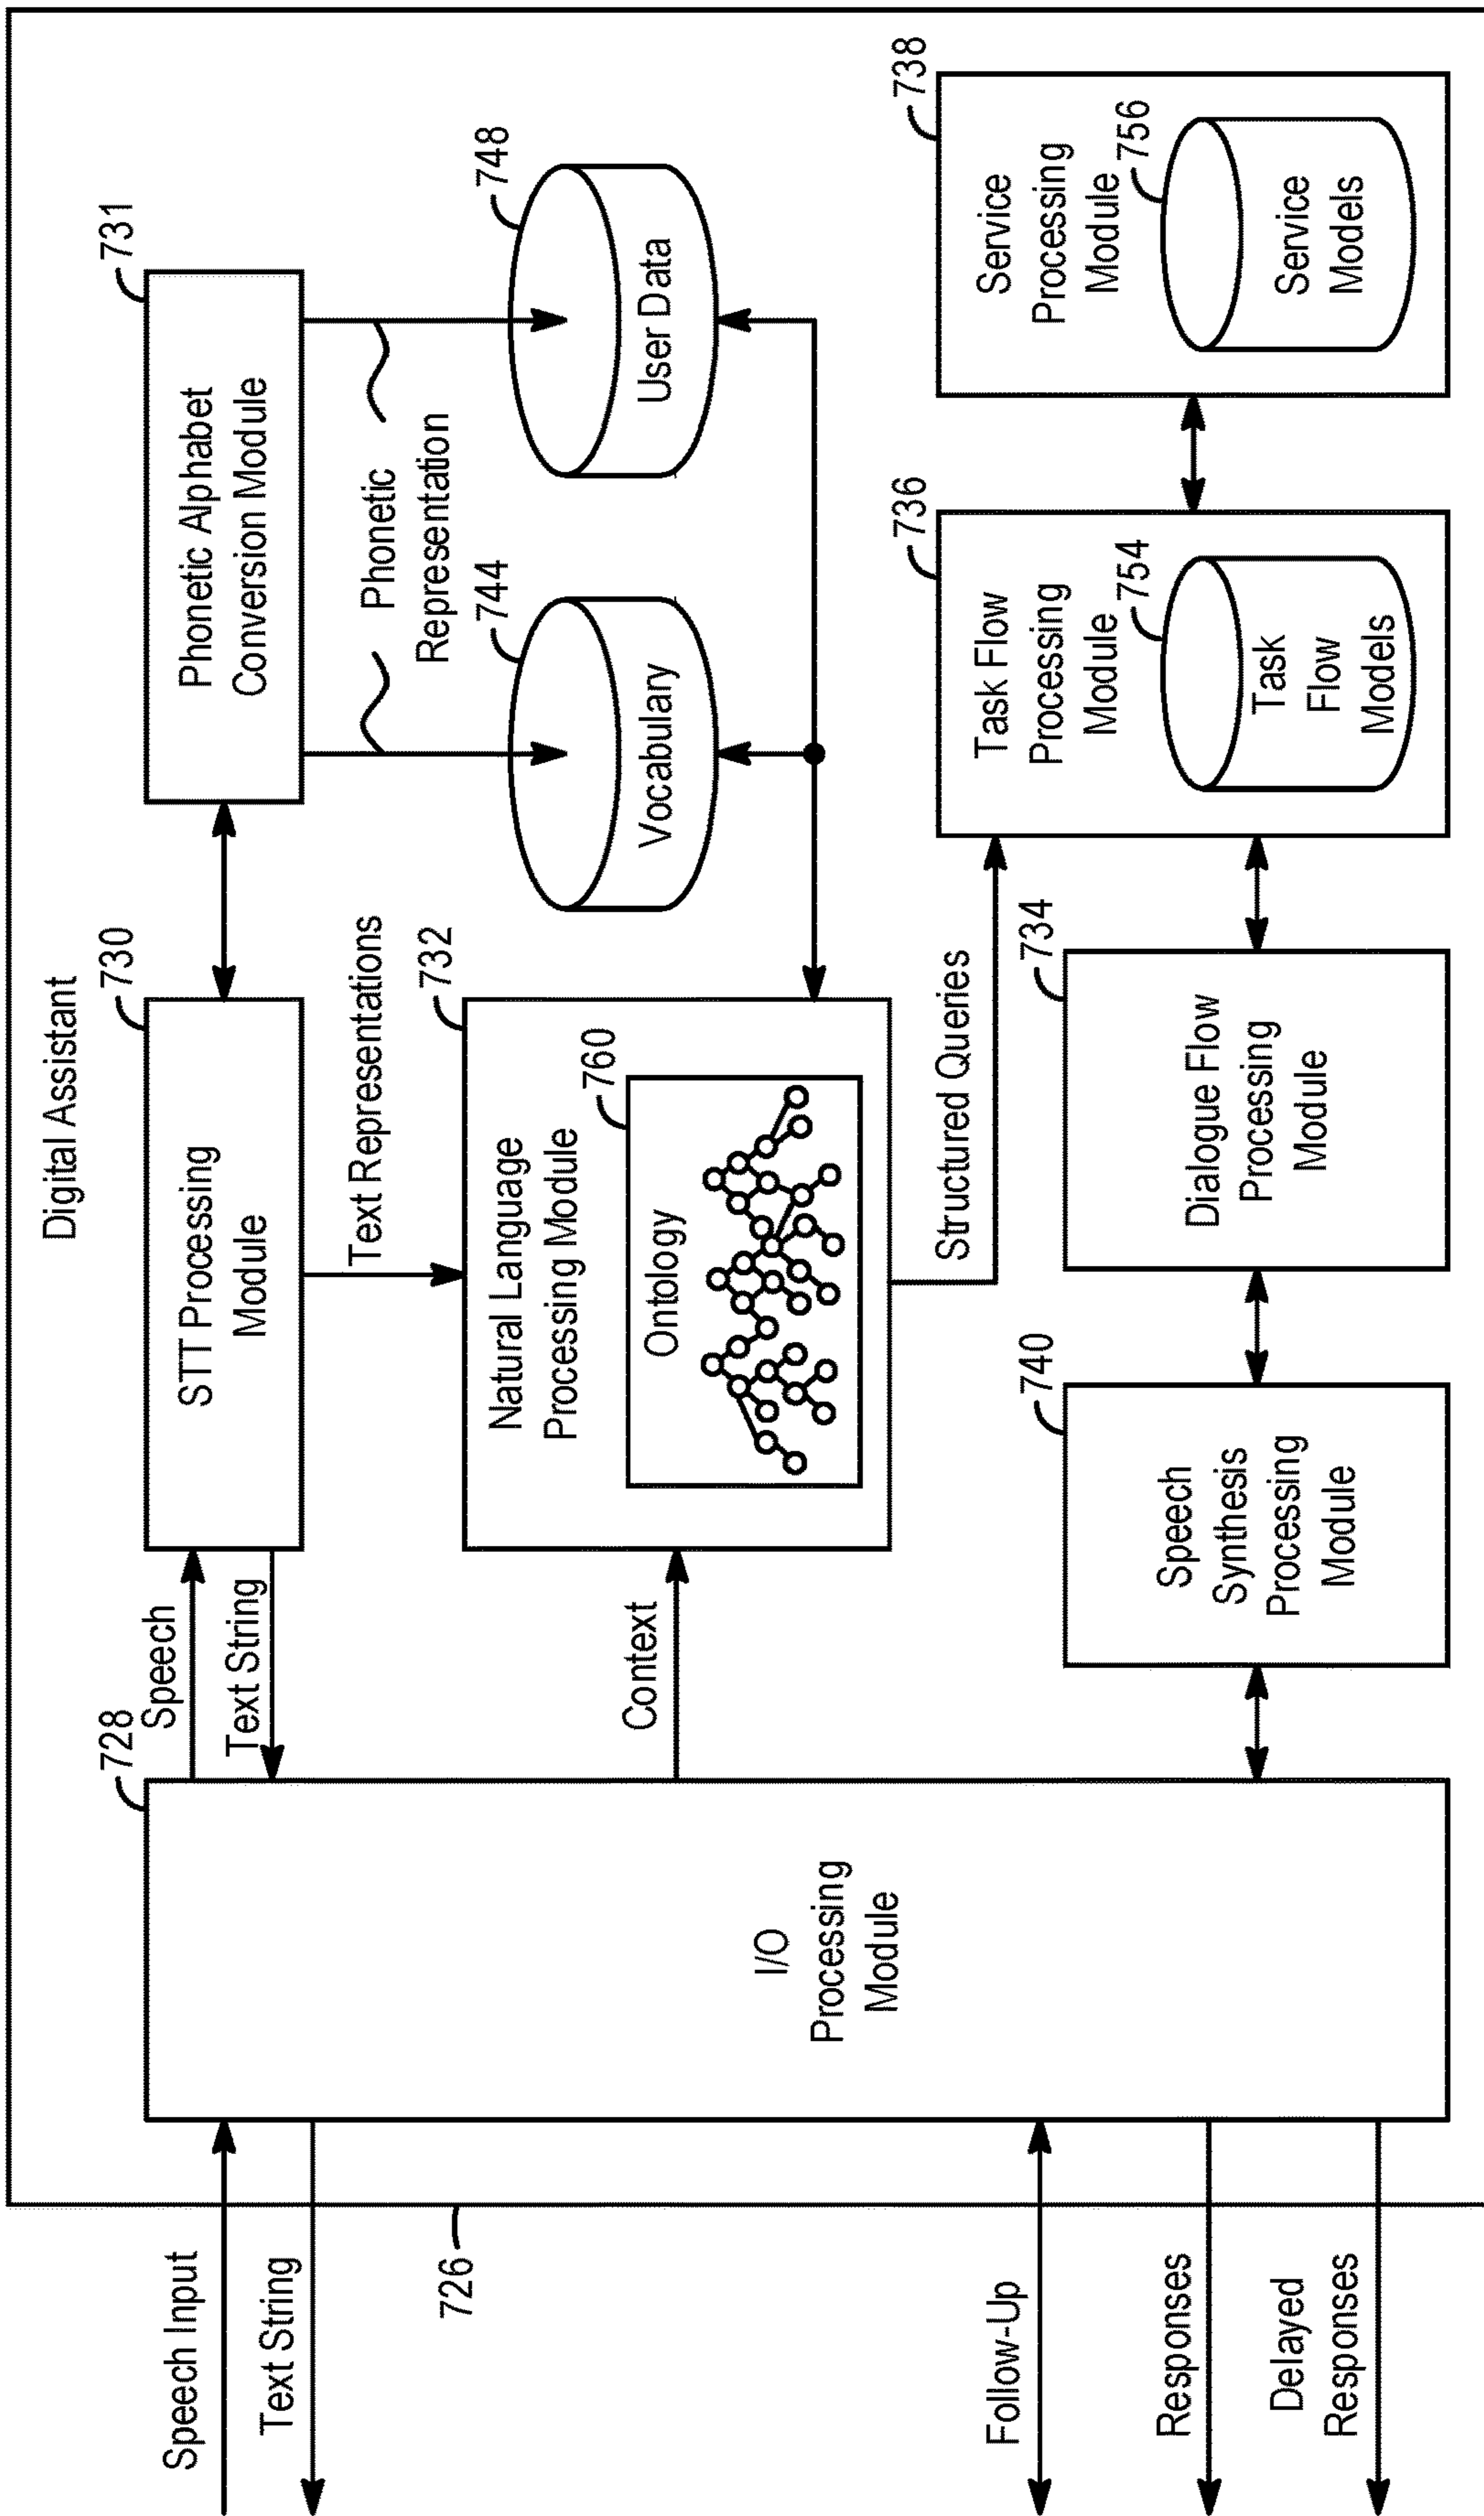 Digital Assistant
Speech Input
Text String
726
728
Speech
Text String
730
STT Processing
Module
731
Phonetic Alphabet
Conversion Module
Text Representations
Phonetic
Representation
744
Vocabulary
748
User Data
Context
732
Natural Language
Processing Module
760
Ontology
I/O
Processing
Module
Structured Queries
Follow-Up
Responses
Delayed
Responses
740
Speech
Synthesis
Processing
Module
734
Dialogue Flow
Processing
Module
736
Task Flow
Processing
Module
754
Task
Flow
Models
738
Service
Processing
Module
756
Service
Models